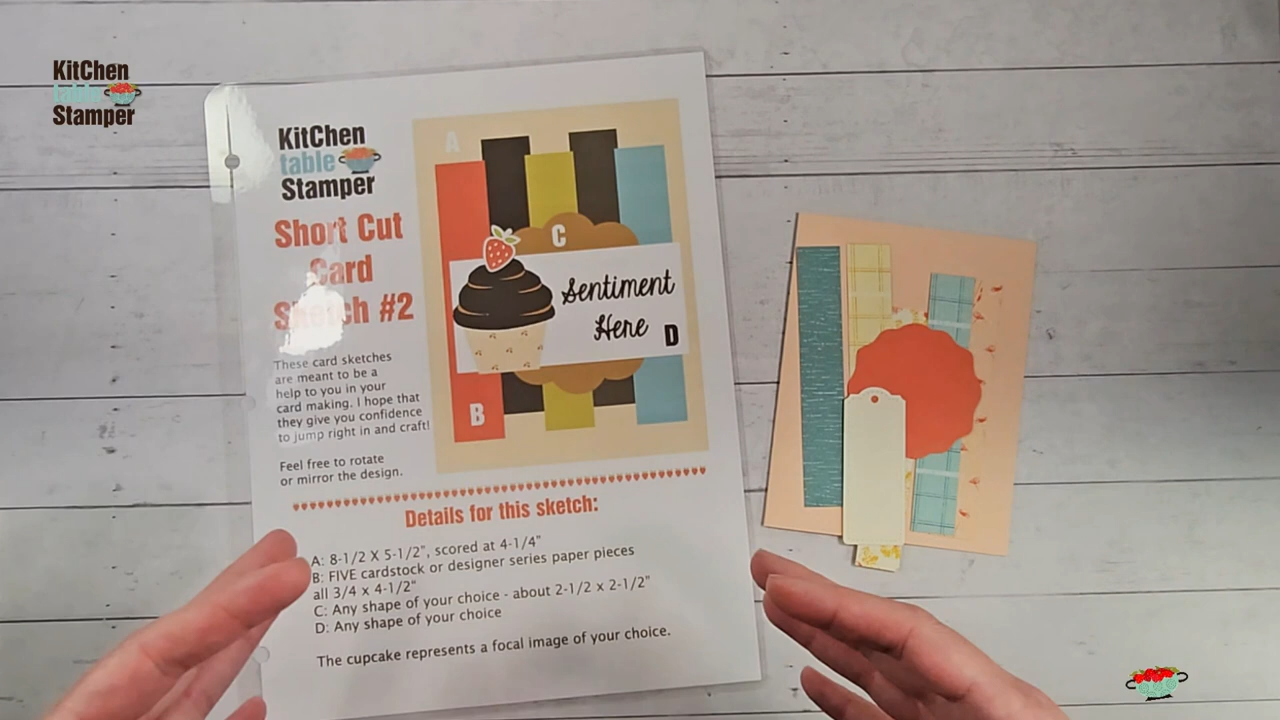 KitChen
table
Stamper
KitChen
table
Stamper
Short Cut
Card
Sketch #2
These card sketches
are meant to be a
help to you in your
card making. I hope that
they give you confidence
to jump right in and craft!
Feel free to rotate
or mirror the design.
A
C
Sentiment
Here
D
B
Details for this sketch:
A: 8-1/2 X 5-1/2", scored at 4-1/4"
B: FIVE cardstock or designer series paper pieces
all 3/4 x 4-1/2"
C: Any shape of your choice - about 2-1/2 x 2-1/2"
D: Any shape of your choice
The cupcake represents a focal image of your choice.